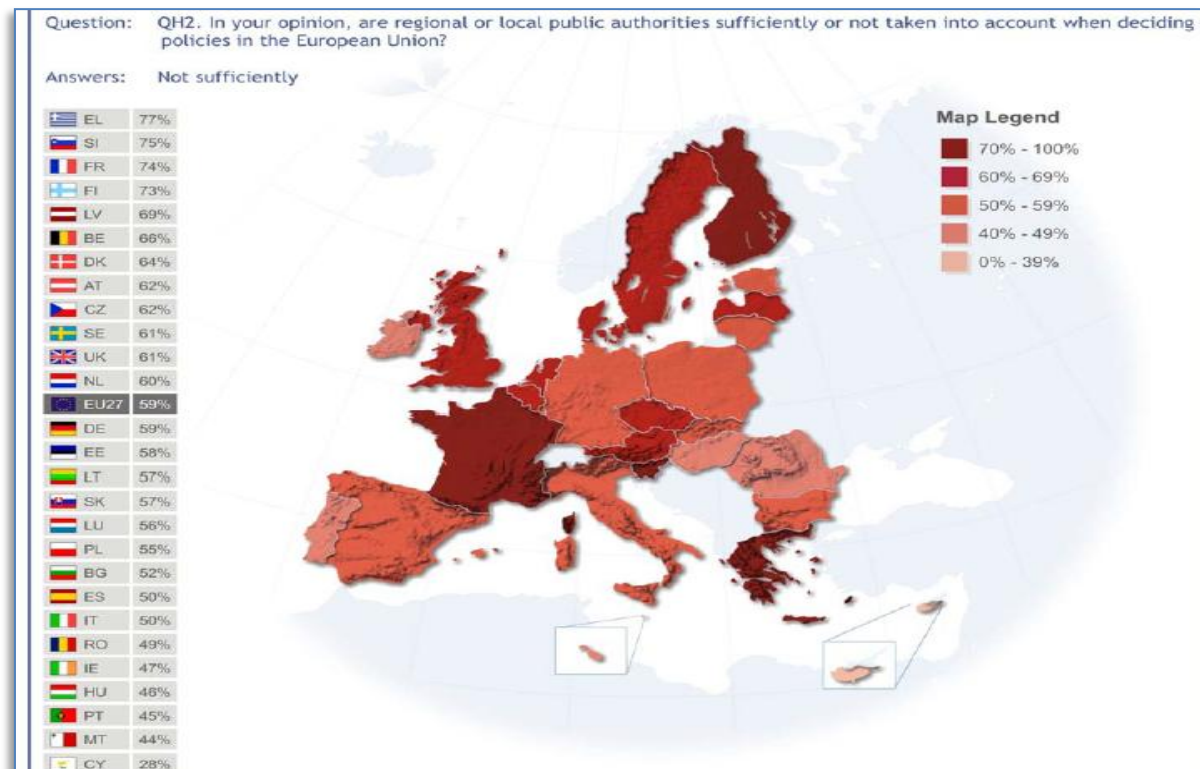 Question: QH2. In your opinion, are regional or local public authorities sufficiently or not taken into account when deciding
policies in the European Union?
Answers: Not sufficiently
EL 77%
SI 75%
FR 74%
FI 73%
LV 69%
BE 66%
DK 64%
AT 62%
CZ 62%
SE 61%
UK 61%
NL 60%
EU27 59%
DE 59%
EE 58%
LT 57%
SK 57%
LU 56%
PL 55%
BG 52%
ES 50%
IT 50%
RO 49%
IE 47%
HU 46%
PT 45%
MT 44%
CY 28%
Map Legend
70% - 100%
60% - 69%
50% - 59%
40% - 49%
0% - 39%